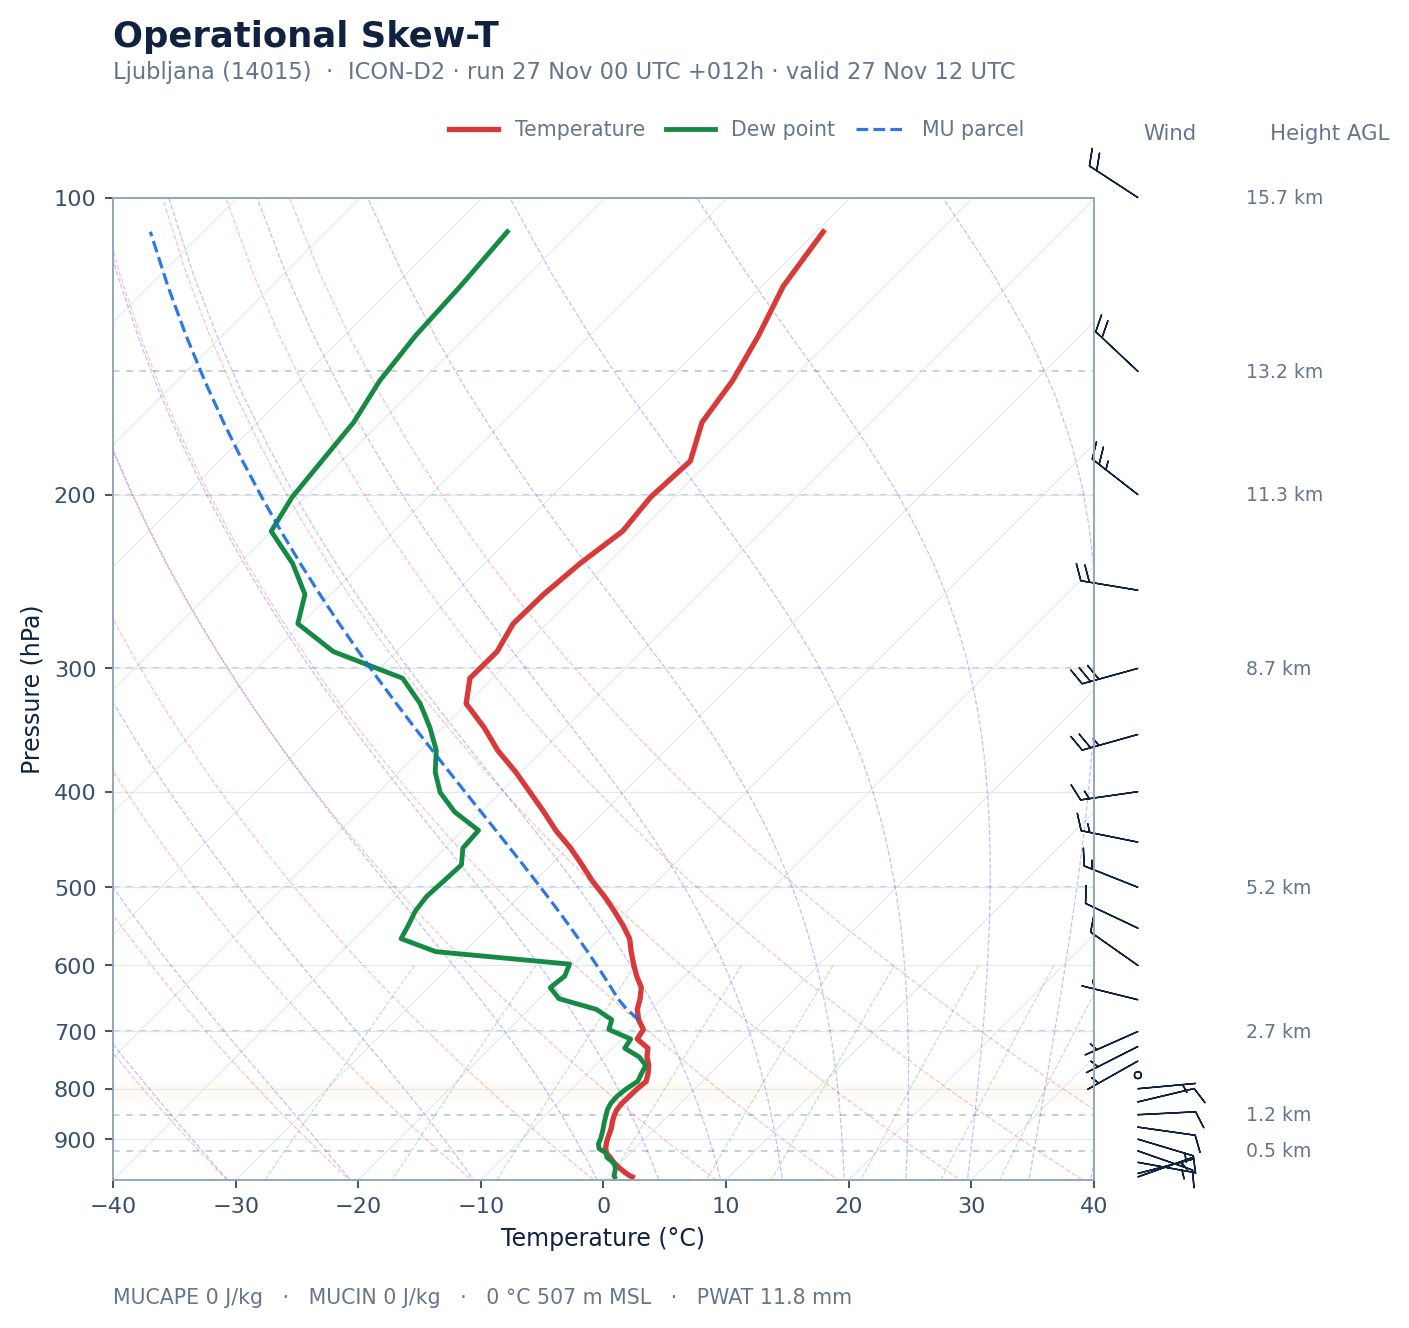 Operational Skew-T
Ljubljana (14015) · ICON-D2 · run 27 Nov 00 UTC +012h · valid 27 Nov 12 UTC
Temperature Dew point MU parcel Wind Height AGL
100 15.7 km
13.2 km
200 11.3 km
300 8.7 km
400
500 5.2 km
600
700 2.7 km
800
1.2 km
900
0.5 km
Pressure (hPa)
−40 −30 −20 −10 0 10 20 30 40
Temperature (°C)
MUCAPE 0 J/kg · MUCIN 0 J/kg · 0 °C 507 m MSL · PWAT 11.8 mm